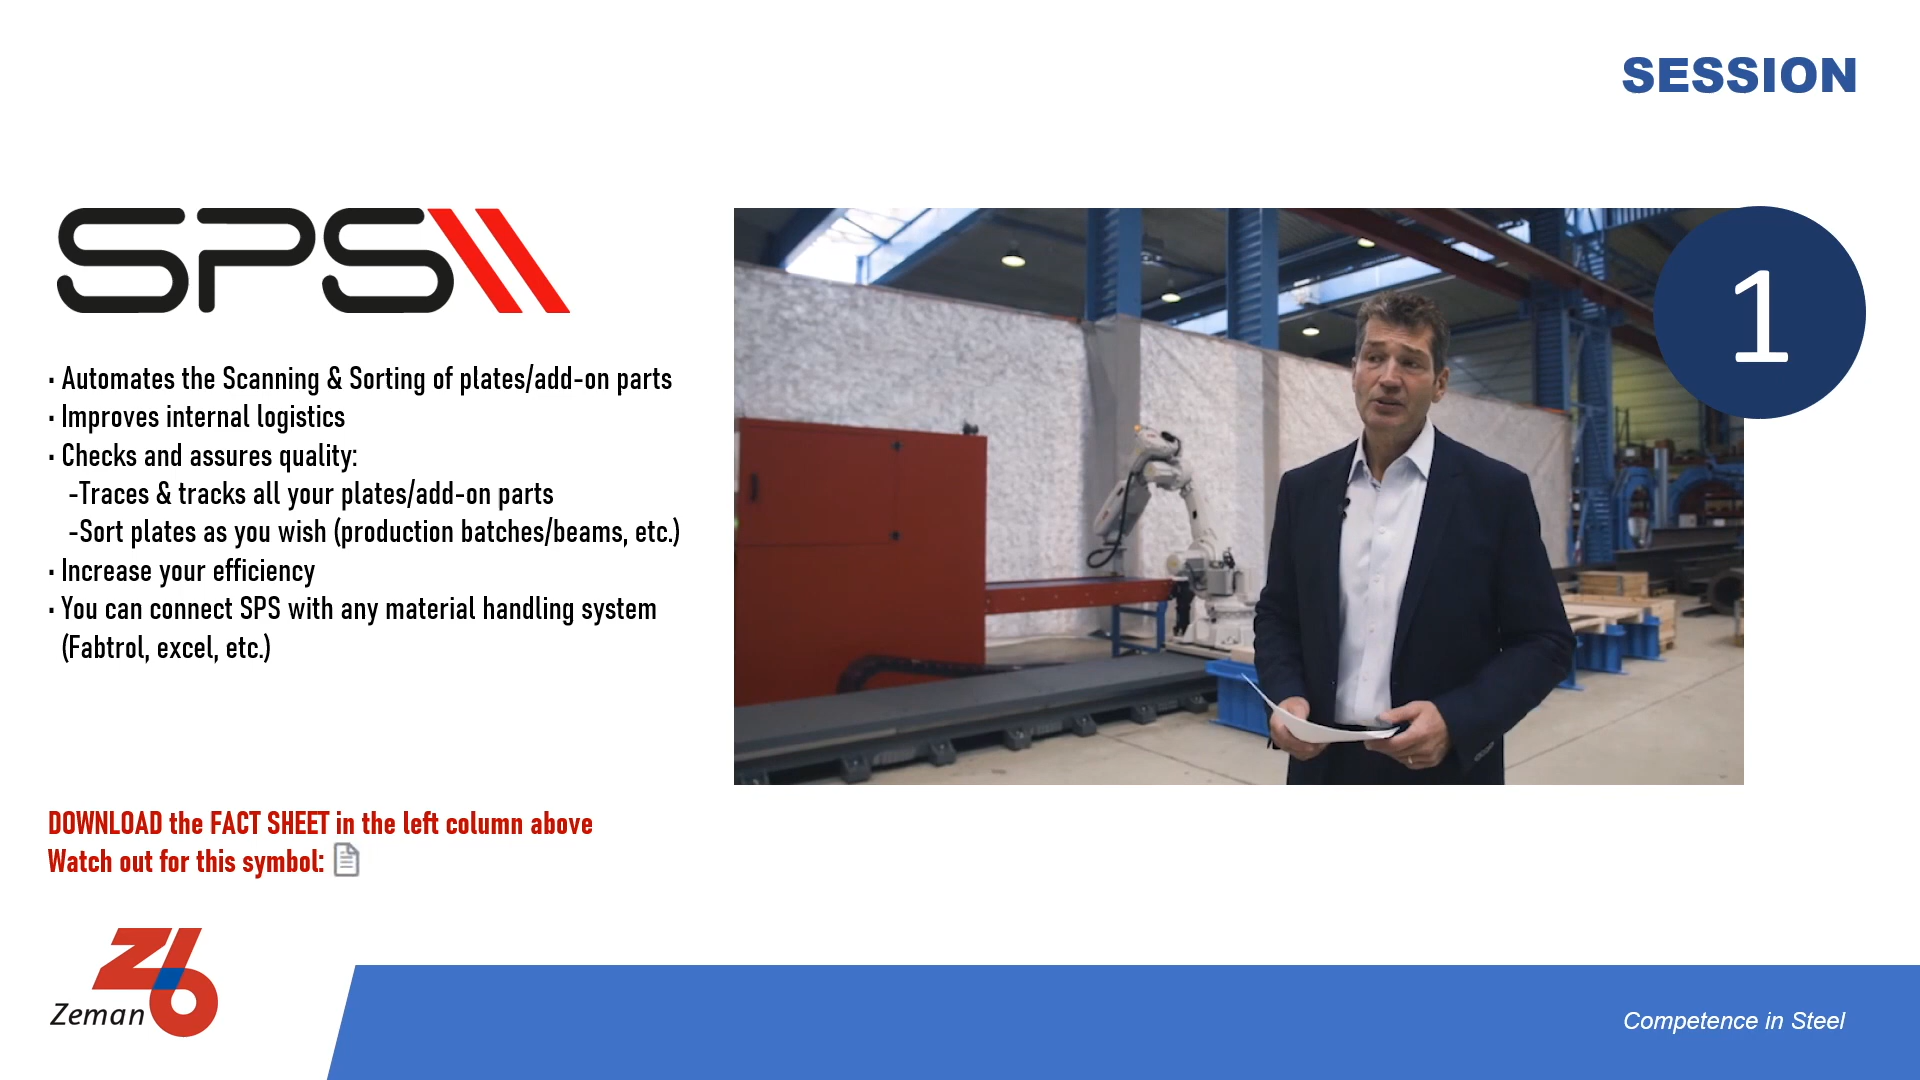 SESSION
SPS
1
· Automates the Scanning & Sorting of plates/add-on parts
· Improves internal logistics
· Checks and assures quality:
-Traces & tracks all your plates/add-on parts
-Sort plates as you wish (production batches/beams, etc.)
· Increase your efficiency
· You can connect SPS with any material handling system
(Fabtrol, excel, etc.)
DOWNLOAD the FACT SHEET in the left column above
Watch out for this symbol:
Zeman
Competence in Steel